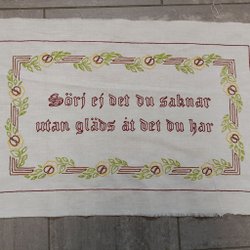 Sörj ej det du saknar
utan gläds åt det du har